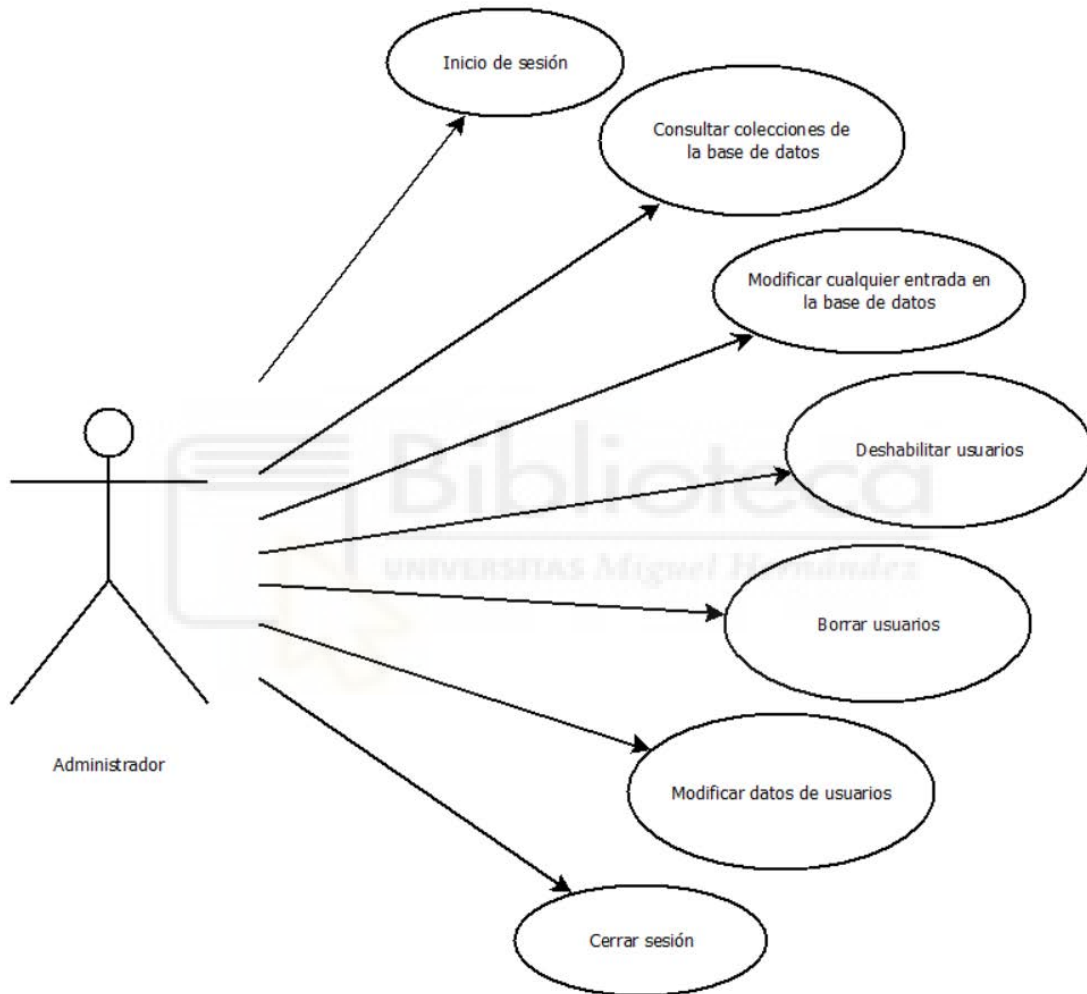 Inicio de sesión
Consultar colecciones de
la base de datos
Modificar cualquier entrada en
la base de datos
Deshabilitar usuarios
Biblioteca
UNIVERSITAS Miguel Hernández
Borrar usuarios
Administrador
Modificar datos de usuarios
Cerrar sesión